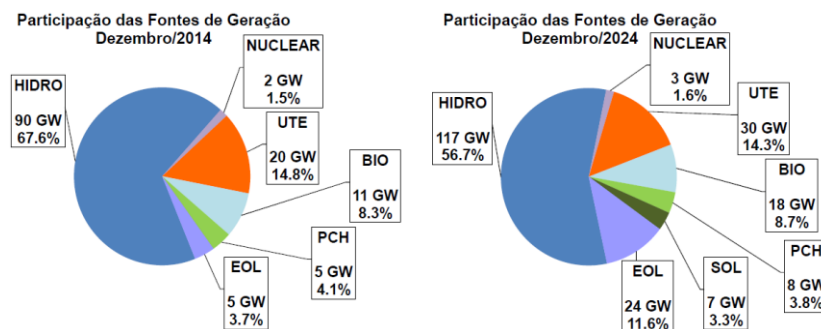 Participação das Fontes de Geração
Dezembro/2014
NUCLEAR
2 GW
1.5%
HIDRO
90 GW
67.6%
UTE
20 GW
14.8%
BIO
11 GW
8.3%
PCH
5 GW
4.1%
EOL
5 GW
3.7%
Participação das Fontes de Geração
Dezembro/2024
NUCLEAR
3 GW
1.6%
HIDRO
117 GW
56.7%
UTE
30 GW
14.3%
BIO
18 GW
8.7%
PCH
8 GW
3.8%
SOL
7 GW
3.3%
EOL
24 GW
11.6%